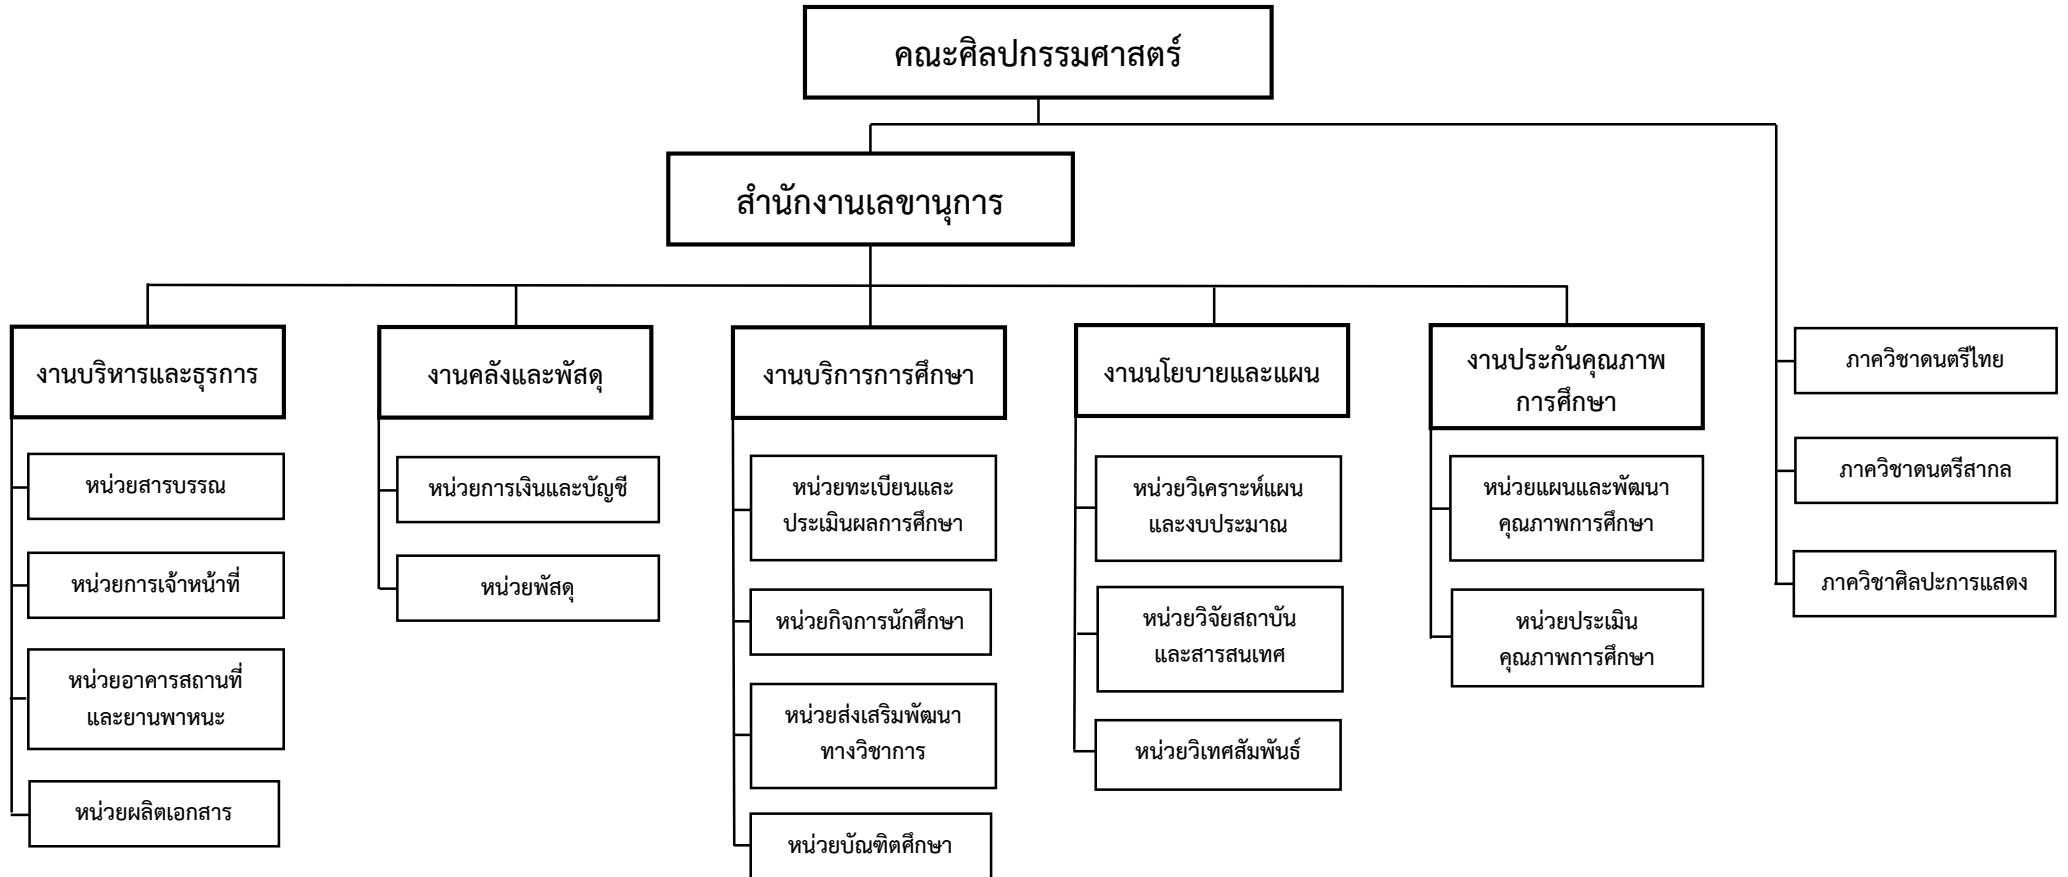 คณะศิลปกรรมศาสตร์
สำนักงานเลขานุการ
งานบริหารและธุรการ
หน่วยสารบรรณ
หน่วยการเจ้าหน้าที่
หน่วยอาคารสถานที่
และยานพาหนะ
หน่วยผลิตเอกสาร
งานคลังและพัสดุ
หน่วยการเงินและบัญชี
หน่วยพัสดุ
งานบริการการศึกษา
หน่วยทะเบียนและ
ประเมินผลการศึกษา
หน่วยกิจการนักศึกษา
หน่วยส่งเสริมพัฒนา
ทางวิชาการ
หน่วยบัณฑิตศึกษา
งานนโยบายและแผน
หน่วยวิเคราะห์แผน
และงบประมาณ
หน่วยวิจัยสถาบัน
และสารสนเทศ
หน่วยวิเทศสัมพันธ์
งานประกันคุณภาพ
การศึกษา
หน่วยแผนและพัฒนา
คุณภาพการศึกษา
หน่วยประเมิน
คุณภาพการศึกษา
ภาควิชาดนตรีไทย
ภาควิชาดนตรีสากล
ภาควิชาศิลปะการแสดง